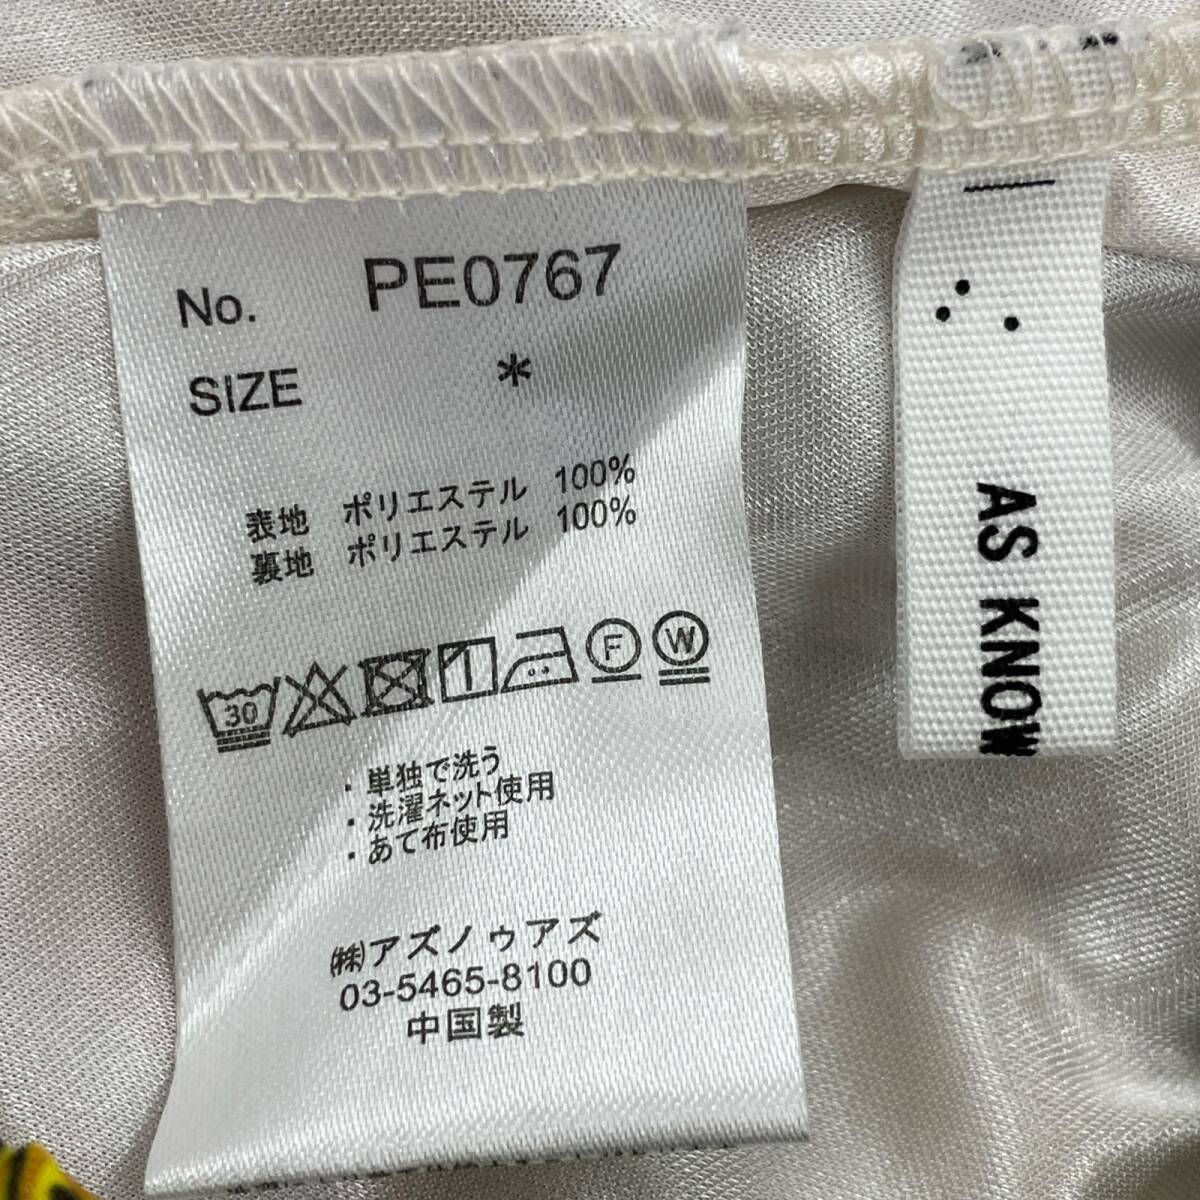 No. PE0767
SIZE *
表地 ポリエステル 100%
裏地 ポリエステル 100%
30 F W
・単独で洗う
・洗濯ネット使用
・あて布使用
㈱アズノゥアズ
03-5465-8100
中国製
AS KNOW